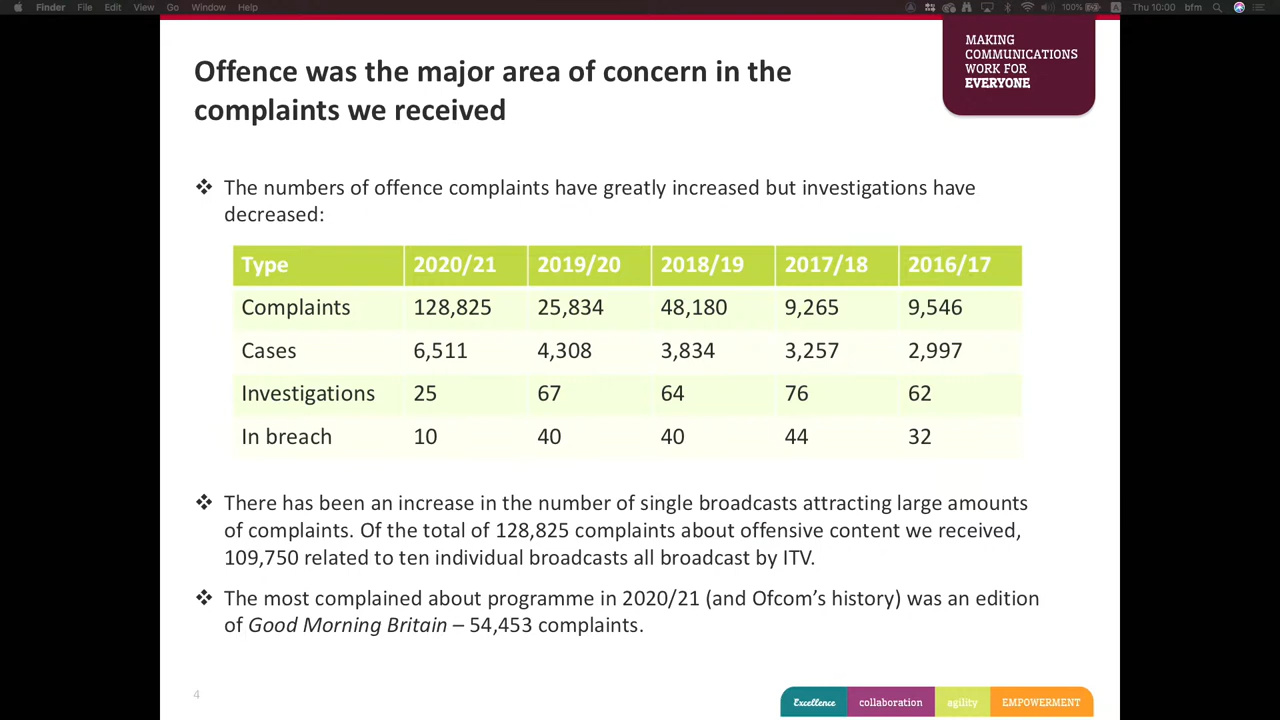 Finder File Edit View Go Window Help 100% Thu 10:00 bfm
MAKING
COMMUNICATIONS
WORK FOR
EVERYONE
Offence was the major area of concern in the
complaints we received
❖ The numbers of offence complaints have greatly increased but investigations have
decreased:
Type 2020/21 2019/20 2018/19 2017/18 2016/17
Complaints 128,825 25,834 48,180 9,265 9,546
Cases 6,511 4,308 3,834 3,257 2,997
Investigations 25 67 64 76 62
In breach 10 40 40 44 32
❖ There has been an increase in the number of single broadcasts attracting large amounts
of complaints. Of the total of 128,825 complaints about offensive content we received,
109,750 related to ten individual broadcasts all broadcast by ITV.
❖ The most complained about programme in 2020/21 (and Ofcom’s history) was an edition
of Good Morning Britain – 54,453 complaints.
4
Excellence collaboration agility EMPOWERMENT